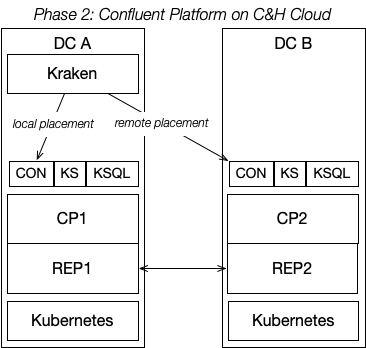 Phase 2: Confluent Platform on C&H Cloud
DC A
DC B
Kraken
local placement
remote placement
CON KS KSQL
CON KS KSQL
CP1
CP2
REP1
REP2
Kubernetes
Kubernetes